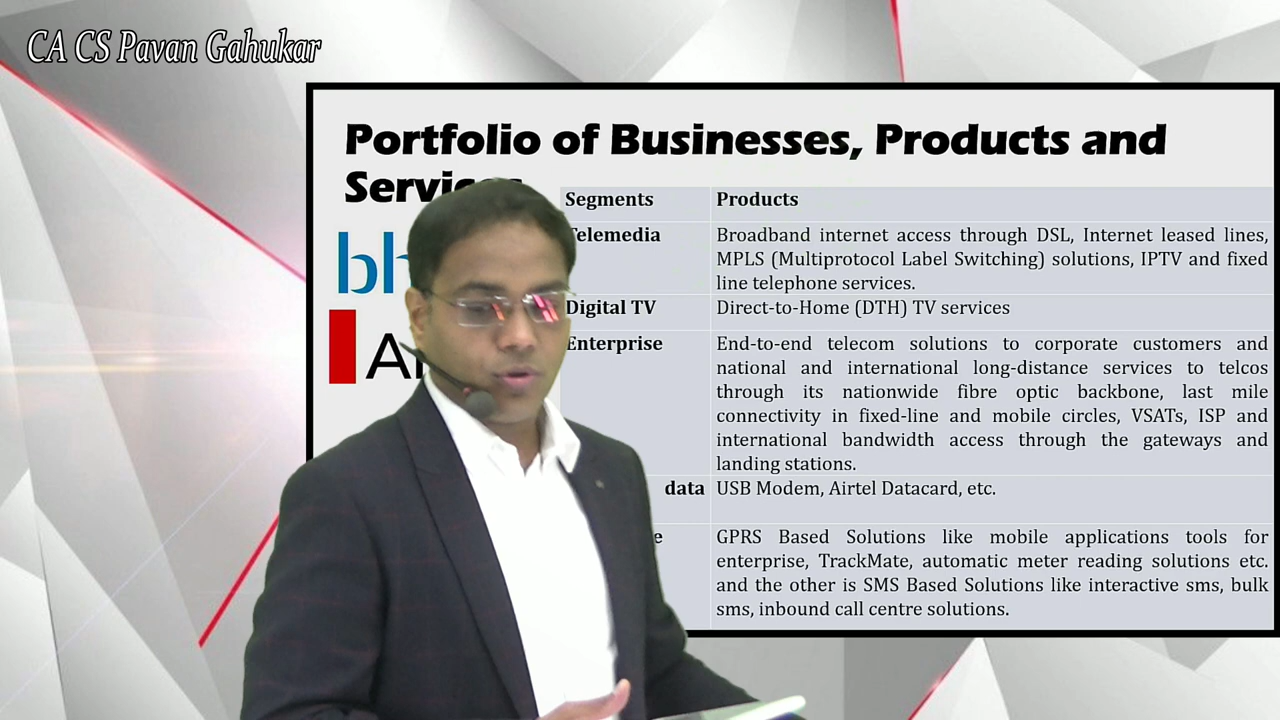 CA CS Pavan Gahukar
Portfolio of Businesses, Products and
Services
Segments Products
Telemedia Broadband internet access through DSL, Internet leased lines,
MPLS (Multiprotocol Label Switching) solutions, IPTV and fixed
line telephone services.
Digital TV Direct-to-Home (DTH) TV services
Enterprise End-to-end telecom solutions to corporate customers and
national and international long-distance services to telcos
through its nationwide fibre optic backbone, last mile
connectivity in fixed-line and mobile circles, VSATs, ISP and
international bandwidth access through the gateways and
landing stations.
data USB Modem, Airtel Datacard, etc.
GPRS Based Solutions like mobile applications tools for
enterprise, TrackMate, automatic meter reading solutions etc.
and the other is SMS Based Solutions like interactive sms, bulk
sms, inbound call centre solutions.